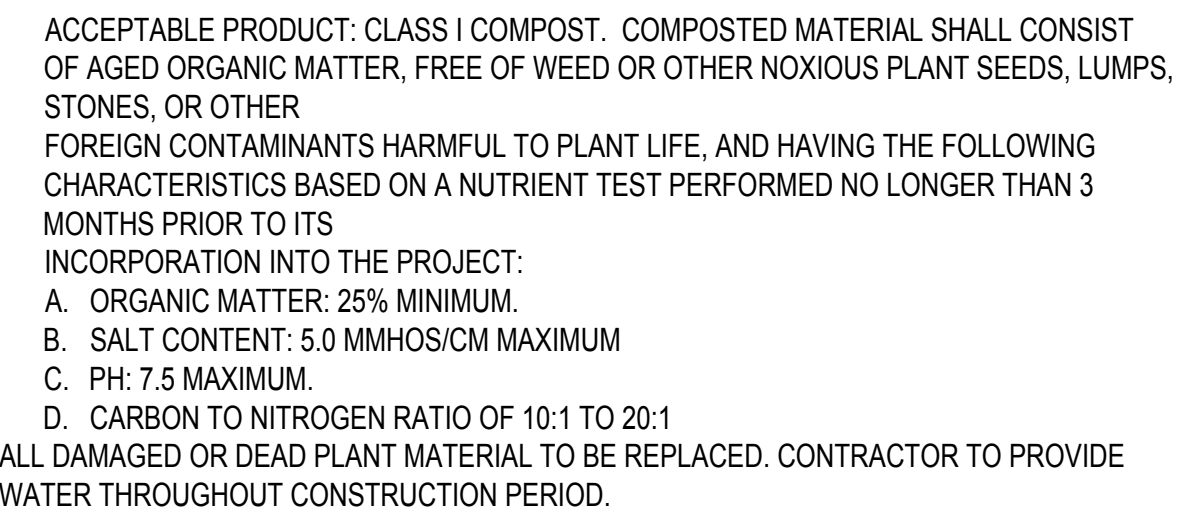 ACCEPTABLE PRODUCT: CLASS I COMPOST.  COMPOSTED MATERIAL SHALL CONSIST
OF AGED ORGANIC MATTER, FREE OF WEED OR OTHER NOXIOUS PLANT SEEDS, LUMPS,
STONES, OR OTHER
FOREIGN CONTAMINANTS HARMFUL TO PLANT LIFE, AND HAVING THE FOLLOWING
CHARACTERISTICS BASED ON A NUTRIENT TEST PERFORMED NO LONGER THAN 3
MONTHS PRIOR TO ITS
INCORPORATION INTO THE PROJECT:
A.  ORGANIC MATTER: 25% MINIMUM.
B.  SALT CONTENT: 5.0 MMHOS/CM MAXIMUM
C.  PH: 7.5 MAXIMUM.
D.  CARBON TO NITROGEN RATIO OF 10:1 TO 20:1
ALL DAMAGED OR DEAD PLANT MATERIAL TO BE REPLACED. CONTRACTOR TO PROVIDE
WATER THROUGHOUT CONSTRUCTION PERIOD.